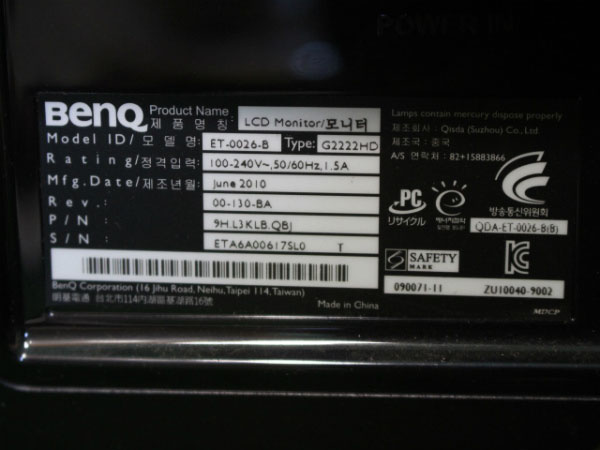 POWER IN
BenQ Product Name 제 품 명 칭: LCD Monitor/모니터
Model ID/모 델 명: ET-0026-B Type: G2222HD
Rating/정격입력: 100-240V~,50/60Hz,1.5A
Mfg.Date/제조년월: June 2010
Rev. : 00-130-BA
P/N : 9H.L3KLB.QBJ
S/N : ETA6A00617SL0 T
BenQ Corporation (16 Jihu Road, Neihu, Taipei 114, Taiwan)
明基電通 台北市114內湖區基湖路16號 Made in China
Lamps contain mercury dispose properly
제조회사: Qisda (Suzhou) Co., Ltd.
제조국: 중국
A/S 연락처: 82+15883866
PC
リサイクル
에너지절약
방송통신위원회
QDA-ET-0026-B(B)
S SAFETY
MARK
090071-11 ZU10040-9002